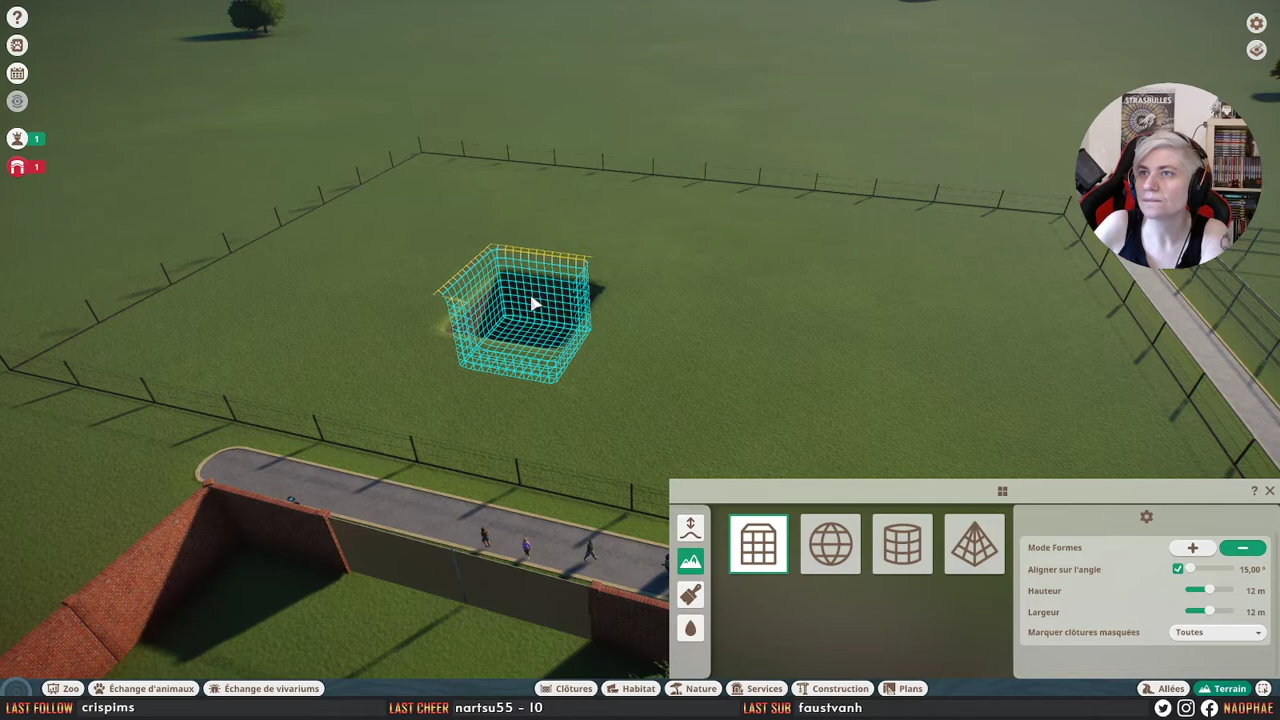 ?
1
1
STRASBULLES
?
Mode Formes
Aligner sur l'angle
15,00 °
Hauteur
12 m
Largeur
12 m
Marquer clôtures masquées
Toutes
Zoo
Échange d'animaux
Échange de vivariums
Clôtures
Habitat
Nature
Services
Construction
Plans
Allées
Terrain
LAST FOLLOW crispims
LAST CHEER nartsu55 - 10
LAST SUB faustvanh
NAOPHAE